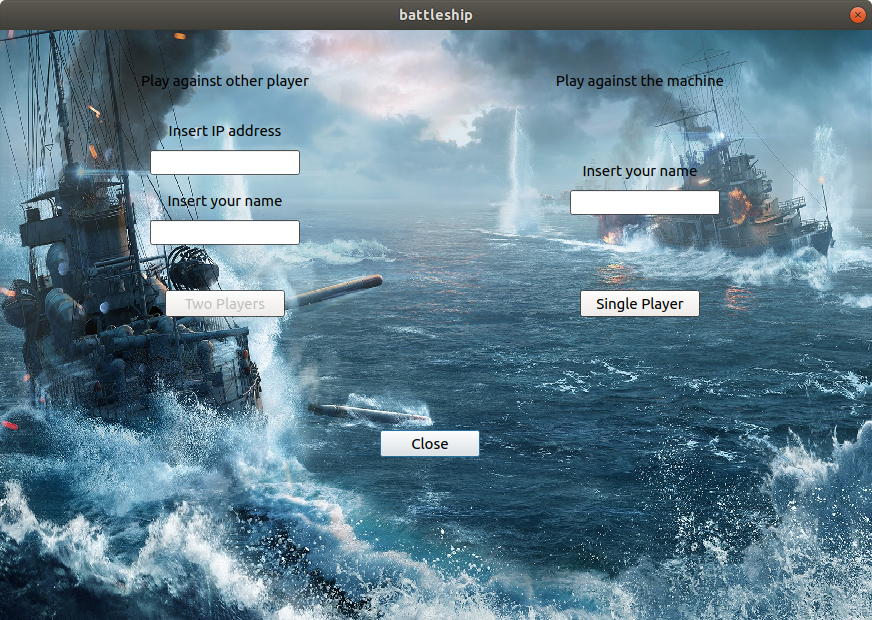 battleship
Play against other player
Play against the machine
Insert IP address
Insert your name
Insert your name
Two Players
Single Player
Close